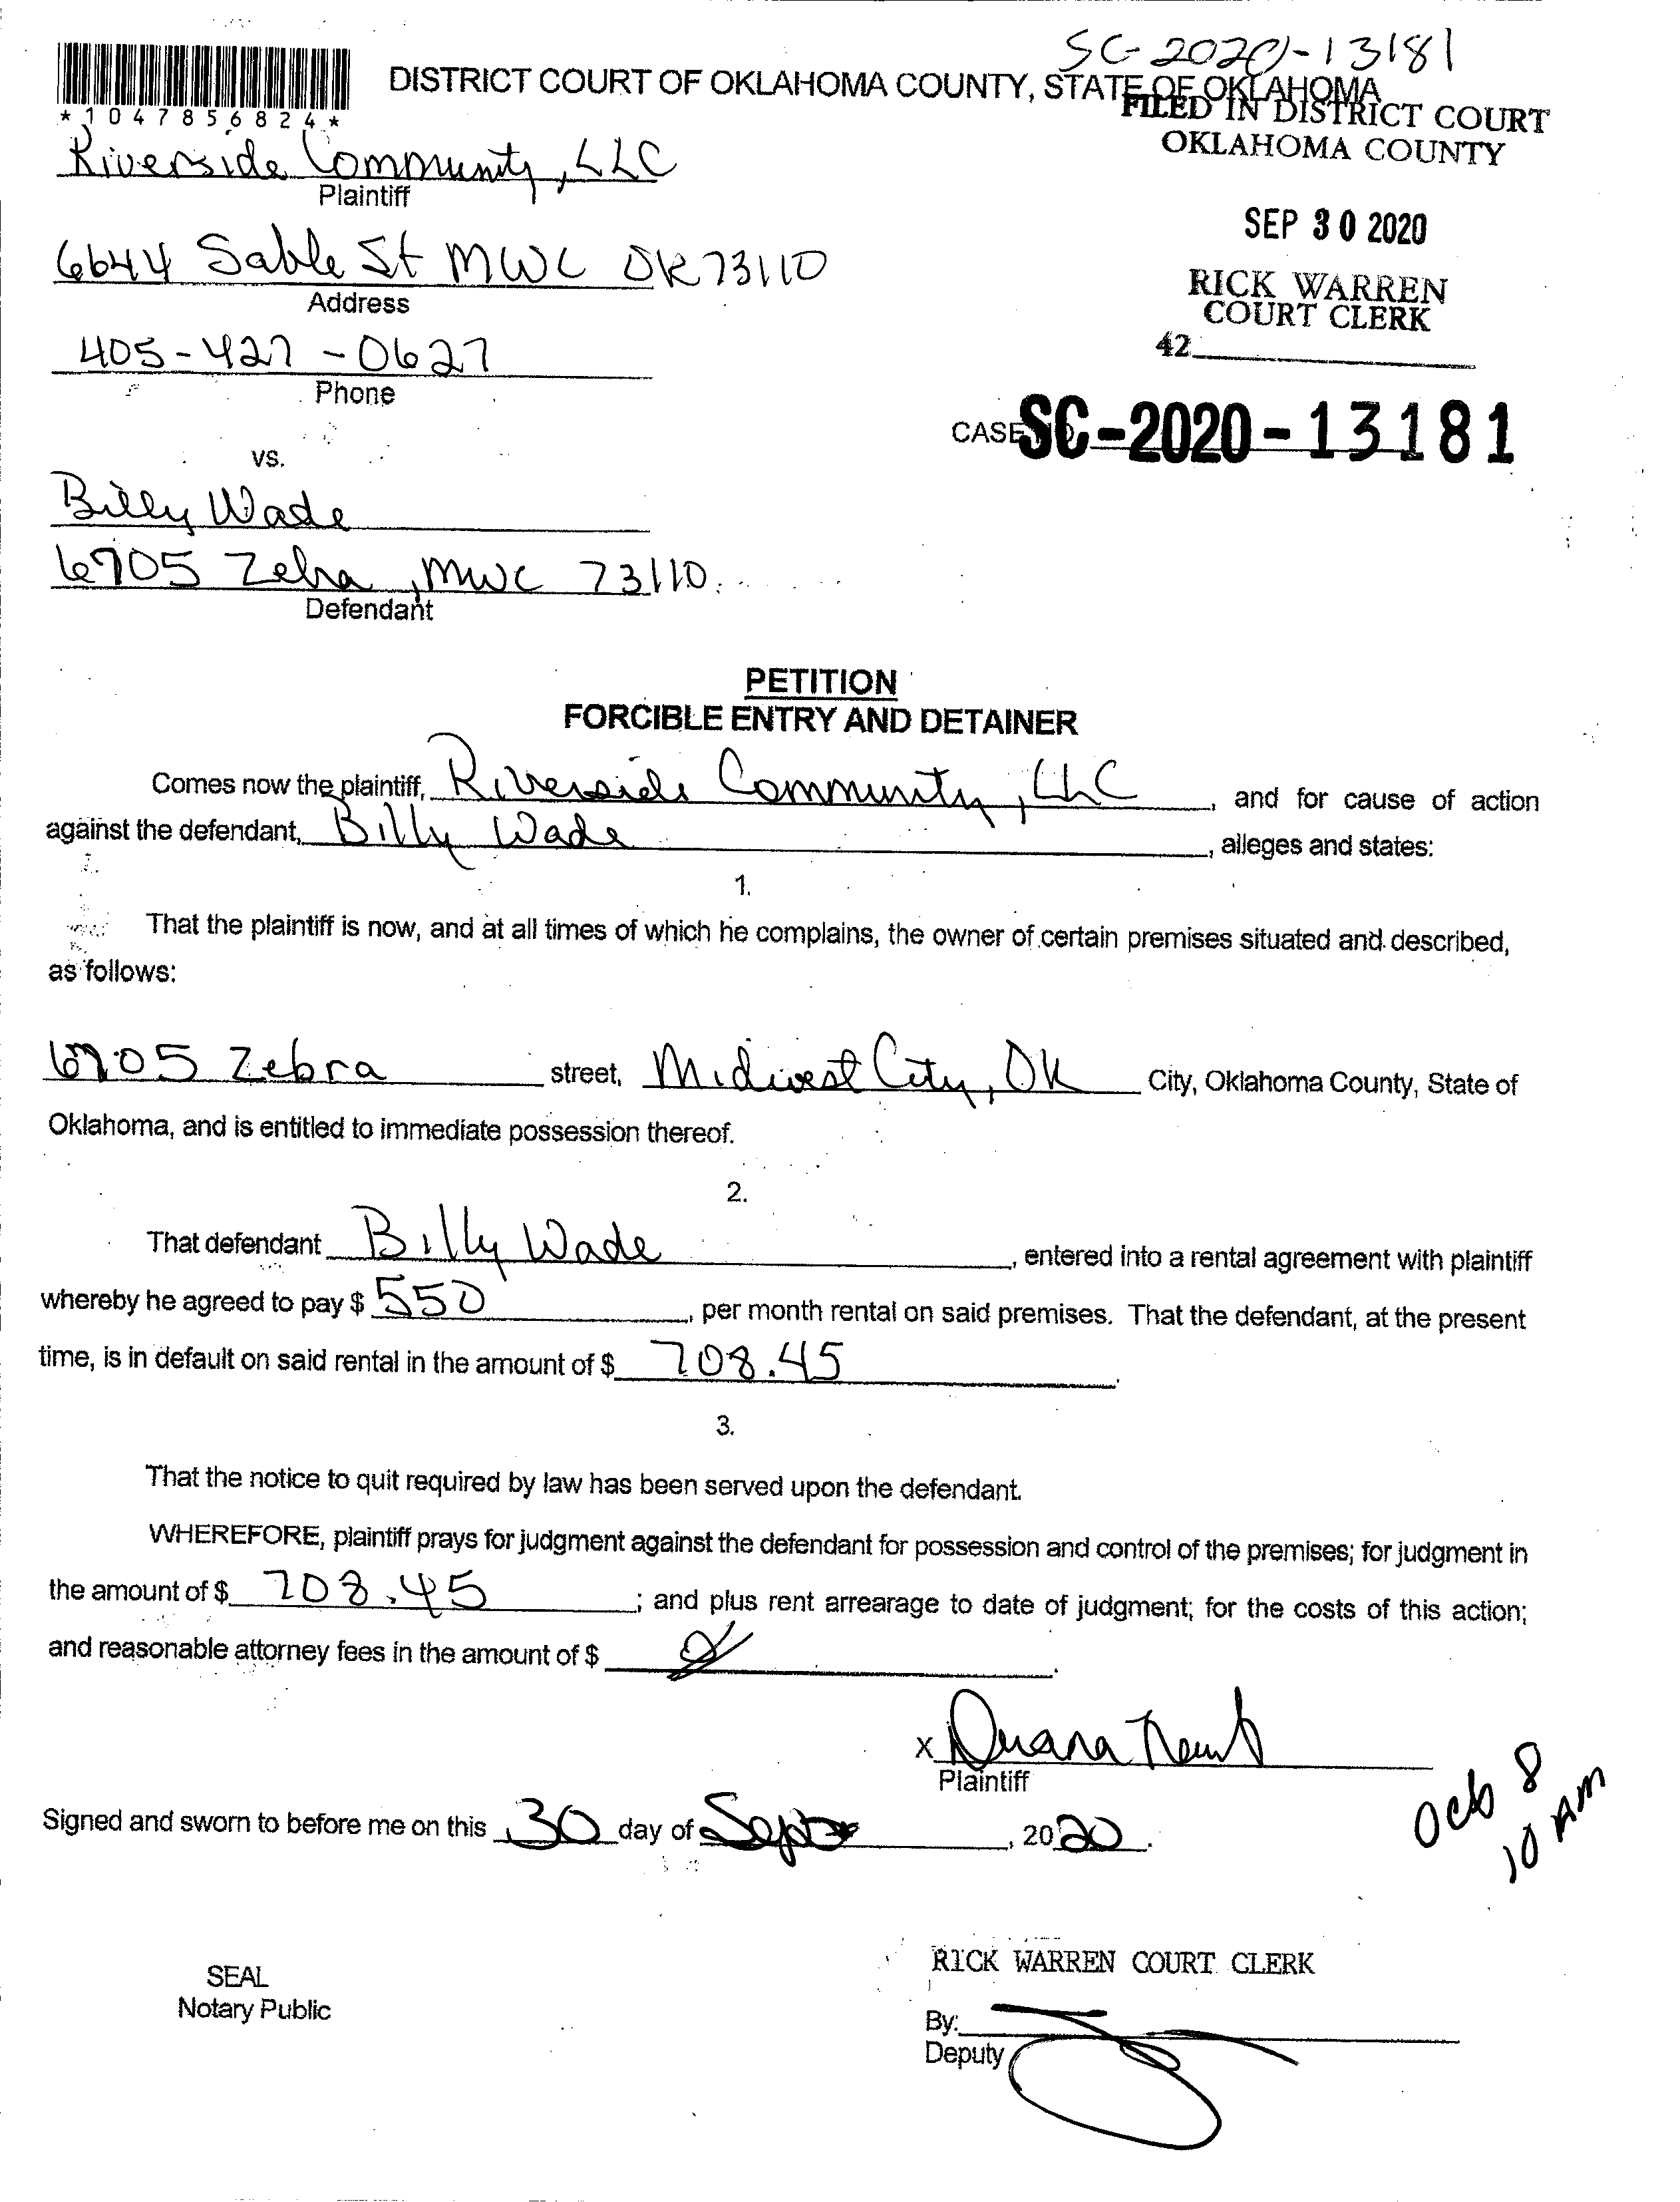 SC-2020-13181
DISTRICT COURT OF OKLAHOMA COUNTY, STATE OF OKLAHOMA
FILED IN DISTRICT COURT
OKLAHOMA COUNTY
*1047856824*
Riverside Community, LLC
Plaintiff
SEP 30 2020
6644 Sable St MWC OK 73110
Address
RICK WARREN
COURT CLERK
42
405-427-0627
Phone
CASE SC-2020-13181
vs.
Billy Wade
6705 Zebra, MWC 73110
Defendant
PETITION
FORCIBLE ENTRY AND DETAINER
Comes now the plaintiff, Riverside Community, LLC, and for cause of action
against the defendant, Billy Wade, alleges and states:
1.
That the plaintiff is now, and at all times of which he complains, the owner of certain premises situated and described,
as follows:
6705 Zebra street, Midwest City, OK City, Oklahoma County, State of
Oklahoma, and is entitled to immediate possession thereof.
2.
That defendant Billy Wade, entered into a rental agreement with plaintiff
whereby he agreed to pay $ 550, per month rental on said premises. That the defendant, at the present
time, is in default on said rental in the amount of $ 708.45.
3.
That the notice to quit required by law has been served upon the defendant.
WHEREFORE, plaintiff prays for judgment against the defendant for possession and control of the premises; for judgment in
the amount of $ 708.45; and plus rent arrearage to date of judgment; for the costs of this action;
and reasonable attorney fees in the amount of $
X
Plaintiff
Oct 8
10 AM
Signed and sworn to before me on this 30 day of Sept, 2020.
RICK WARREN COURT CLERK
SEAL
Notary Public
By:
Deputy